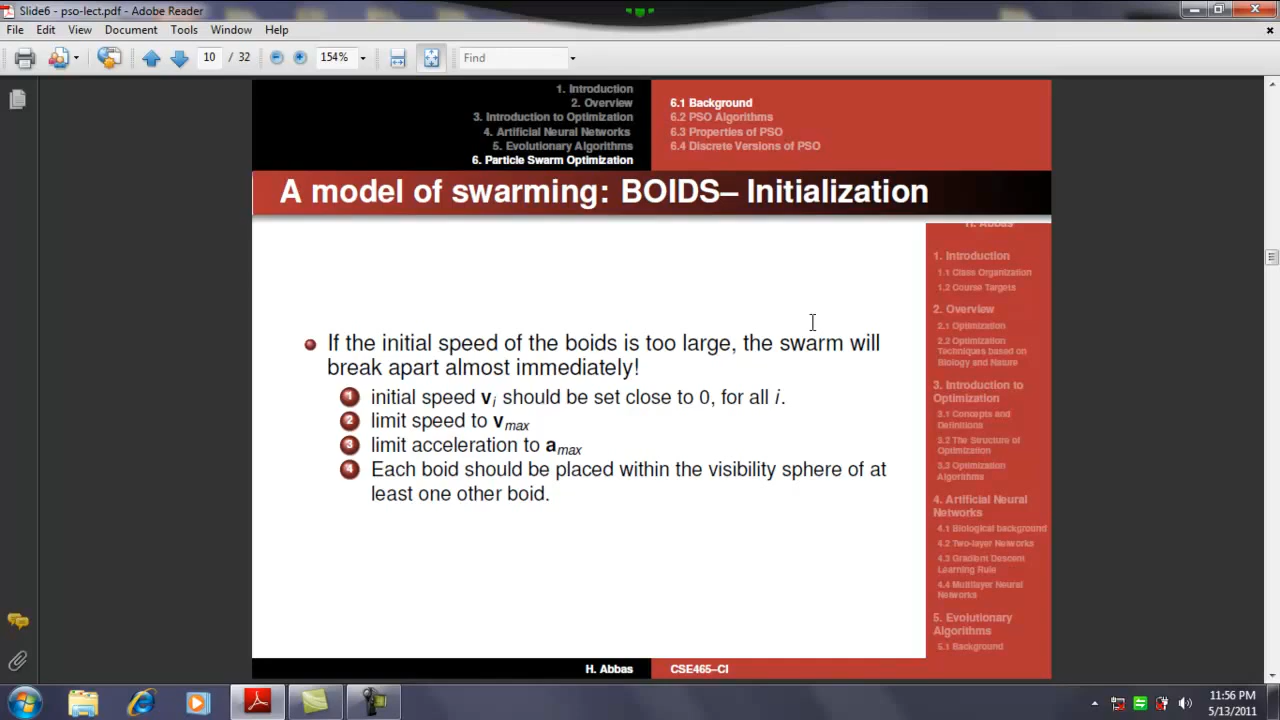 Slide6 - pso-lect.pdf - Adobe Reader
File Edit View Document Tools Window Help
10 / 32 154% Find
1. Introduction
2. Overview
3. Introduction to Optimization
4. Artificial Neural Networks
5. Evolutionary Algorithms
6. Particle Swarm Optimization
6.1 Background
6.2 PSO Algorithms
6.3 Properties of PSO
6.4 Discrete Versions of PSO
A model of swarming: BOIDS– Initialization
If the initial speed of the boids is too large, the swarm will
break apart almost immediately!
1 initial speed vi should be set close to 0, for all i.
2 limit speed to vmax
3 limit acceleration to amax
4 Each boid should be placed within the visibility sphere of at
least one other boid.
H. Abbas
1. Introduction
1.1 Class Organization
1.2 Course Targets
2. Overview
2.1 Optimization
2.2 Optimization
Techniques based on
Biology and Nature
3. Introduction to
Optimization
3.1 Concepts and
Definitions
3.2 The Structure of
Optimization
3.3 Optimization
Algorithms
4. Artificial Neural
Networks
4.1 Biological background
4.2 Two-layer Networks
4.3 Gradient Descent
Learning Rule
4.4 Multilayer Neural
Networks
5. Evolutionary
Algorithms
5.1 Background
H. Abbas CSE465–CI
11:56 PM
5/13/2011